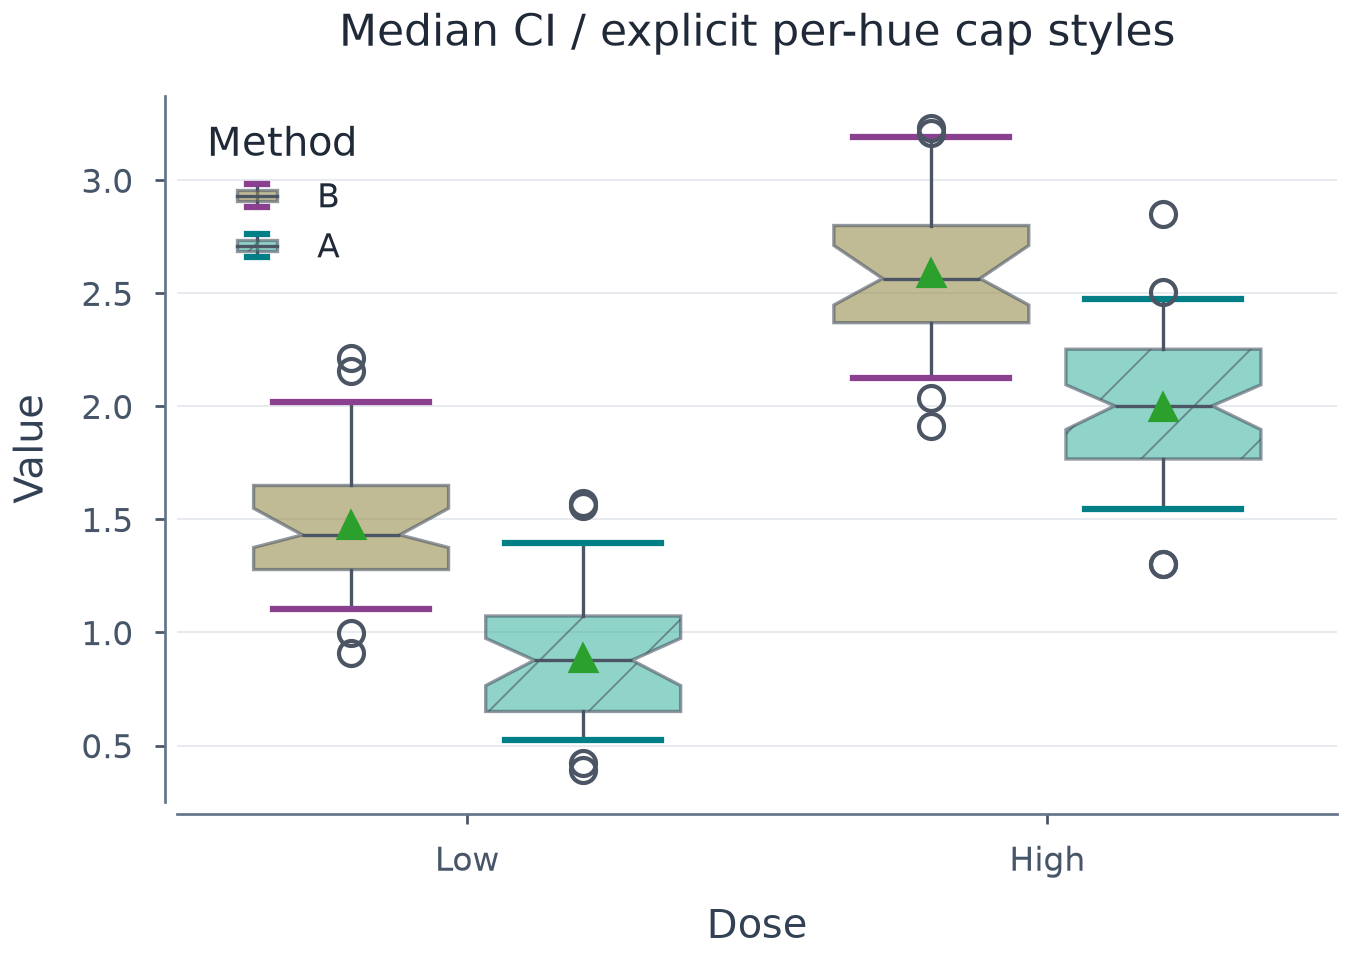 Median CI / explicit per-hue cap styles
Method
B
A
3.0
2.5
2.0
1.5
1.0
0.5
Value
Low
High
Dose